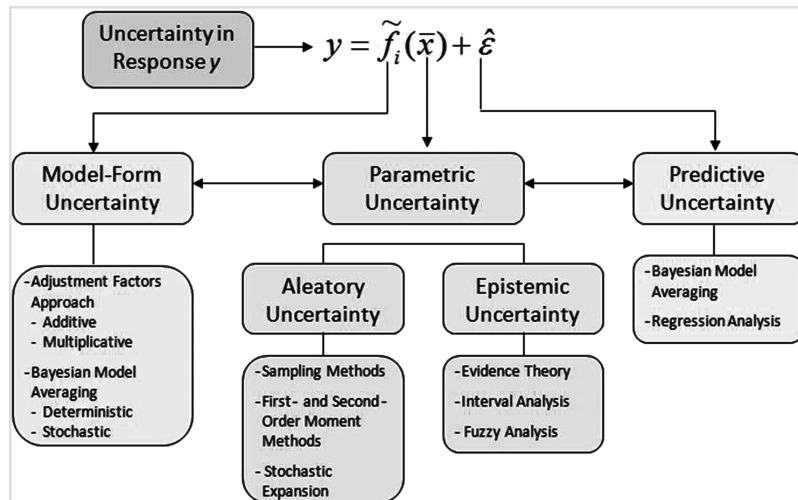 Uncertainty in
Response y
y = f̃ᵢ(x̄) + ε̂
Model-Form
Uncertainty
Parametric
Uncertainty
Predictive
Uncertainty
-Adjustment Factors
Approach
- Additive
- Multiplicative
-Bayesian Model
Averaging
- Deterministic
- Stochastic
Aleatory
Uncertainty
-Sampling Methods
-First- and Second-
Order Moment
Methods
-Stochastic
Expansion
Epistemic
Uncertainty
-Evidence Theory
-Interval Analysis
-Fuzzy Analysis
-Bayesian Model
Averaging
-Regression Analysis